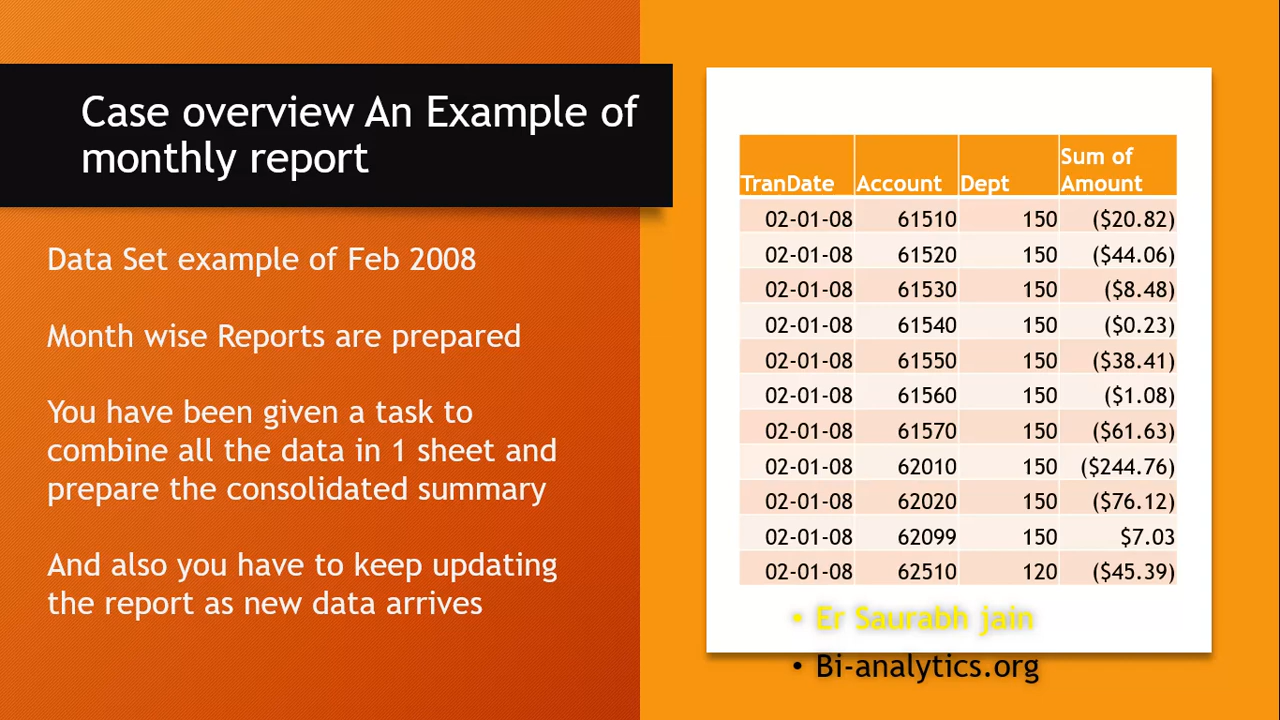 Case overview An Example of
monthly report
Data Set example of Feb 2008
Month wise Reports are prepared
You have been given a task to
combine all the data in 1 sheet and
prepare the consolidated summary
And also you have to keep updating
the report as new data arrives
TranDate Account Dept Sum of Amount
02-01-08 61510 150 ($20.82)
02-01-08 61520 150 ($44.06)
02-01-08 61530 150 ($8.48)
02-01-08 61540 150 ($0.23)
02-01-08 61550 150 ($38.41)
02-01-08 61560 150 ($1.08)
02-01-08 61570 150 ($61.63)
02-01-08 62010 150 ($244.76)
02-01-08 62020 150 ($76.12)
02-01-08 62099 150 $7.03
02-01-08 62510 120 ($45.39)
• Er Saurabh jain
• Bi-analytics.org